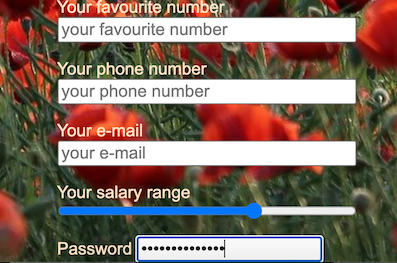 Your favourite number
your favourite number
Your phone number
your phone number
Your e-mail
your e-mail
Your salary range
Password ••••••••••••••